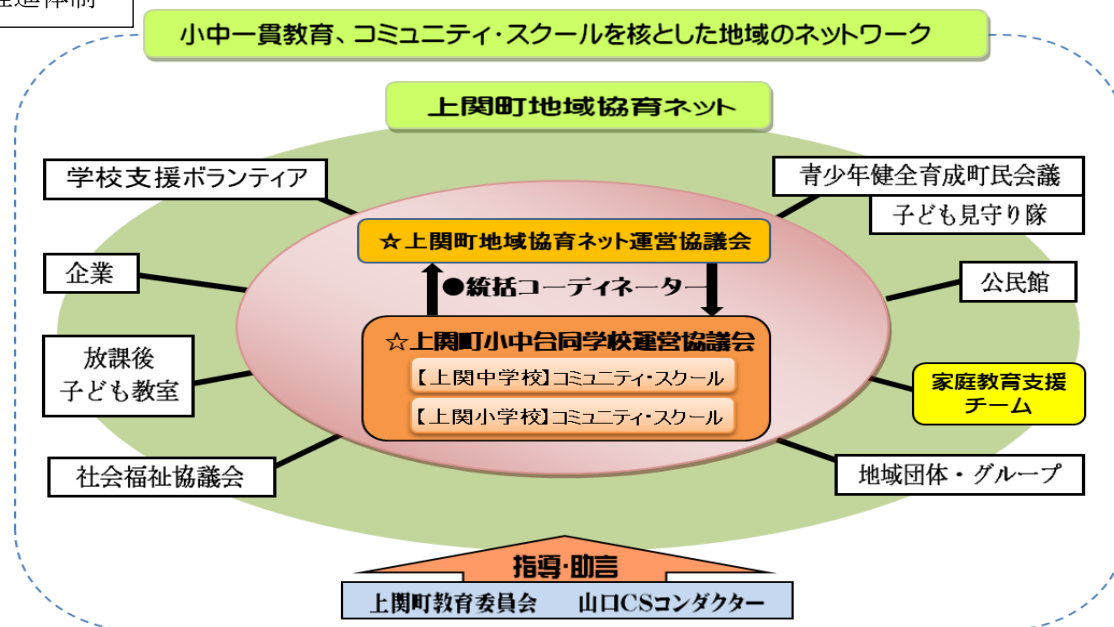 推進体制
小中一貫教育、コミュニティ・スクールを核とした地域のネットワーク
上関町地域協育ネット
学校支援ボランティア
青少年健全育成町民会議
子ども見守り隊
☆上関町地域協育ネット運営協議会
企業
●統括コーディネーター
公民館
☆上関町小中合同学校運営協議会
放課後
子ども教室
【上関中学校】コミュニティ・スクール
家庭教育支援
チーム
【上関小学校】コミュニティ・スクール
社会福祉協議会
地域団体・グループ
指導・助言
上関町教育委員会 山口CSコンダクター